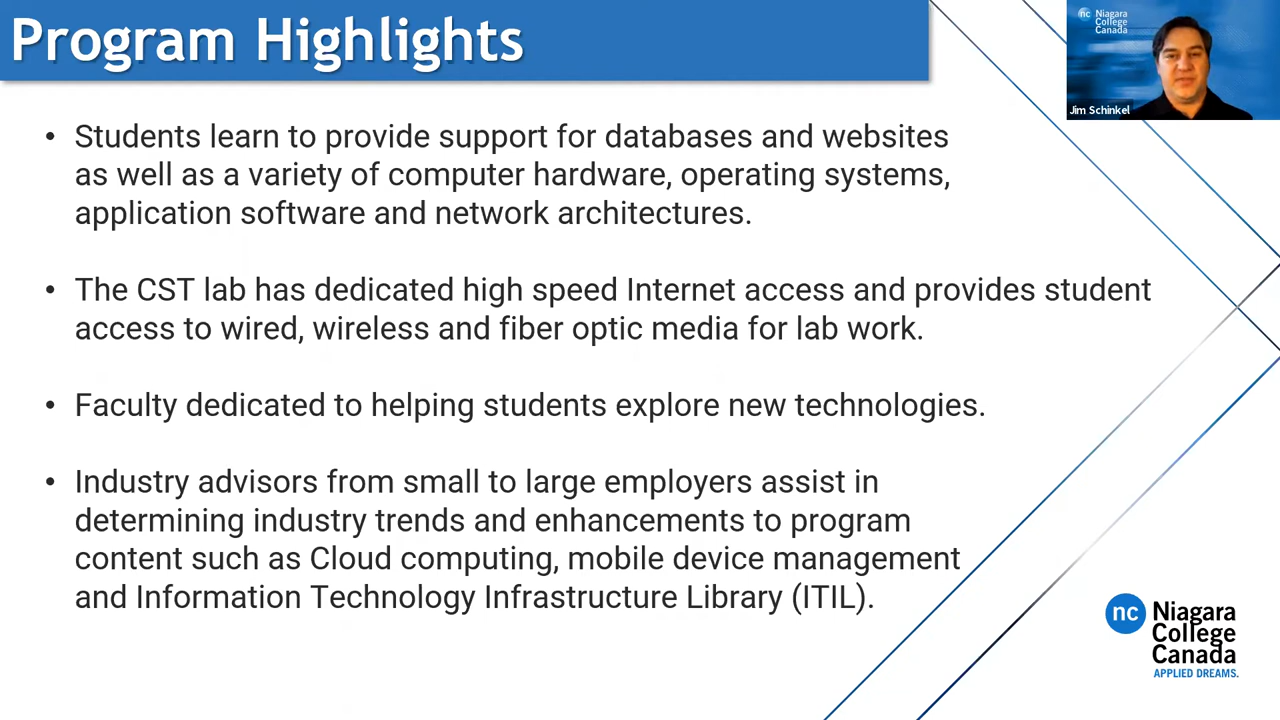 Program Highlights
nc Niagara
College
Canada
Jim Schinkel
• Students learn to provide support for databases and websites
as well as a variety of computer hardware, operating systems,
application software and network architectures.
• The CST lab has dedicated high speed Internet access and provides student
access to wired, wireless and fiber optic media for lab work.
• Faculty dedicated to helping students explore new technologies.
• Industry advisors from small to large employers assist in
determining industry trends and enhancements to program
content such as Cloud computing, mobile device management
and Information Technology Infrastructure Library (ITIL).
nc Niagara
College
Canada
APPLIED DREAMS.